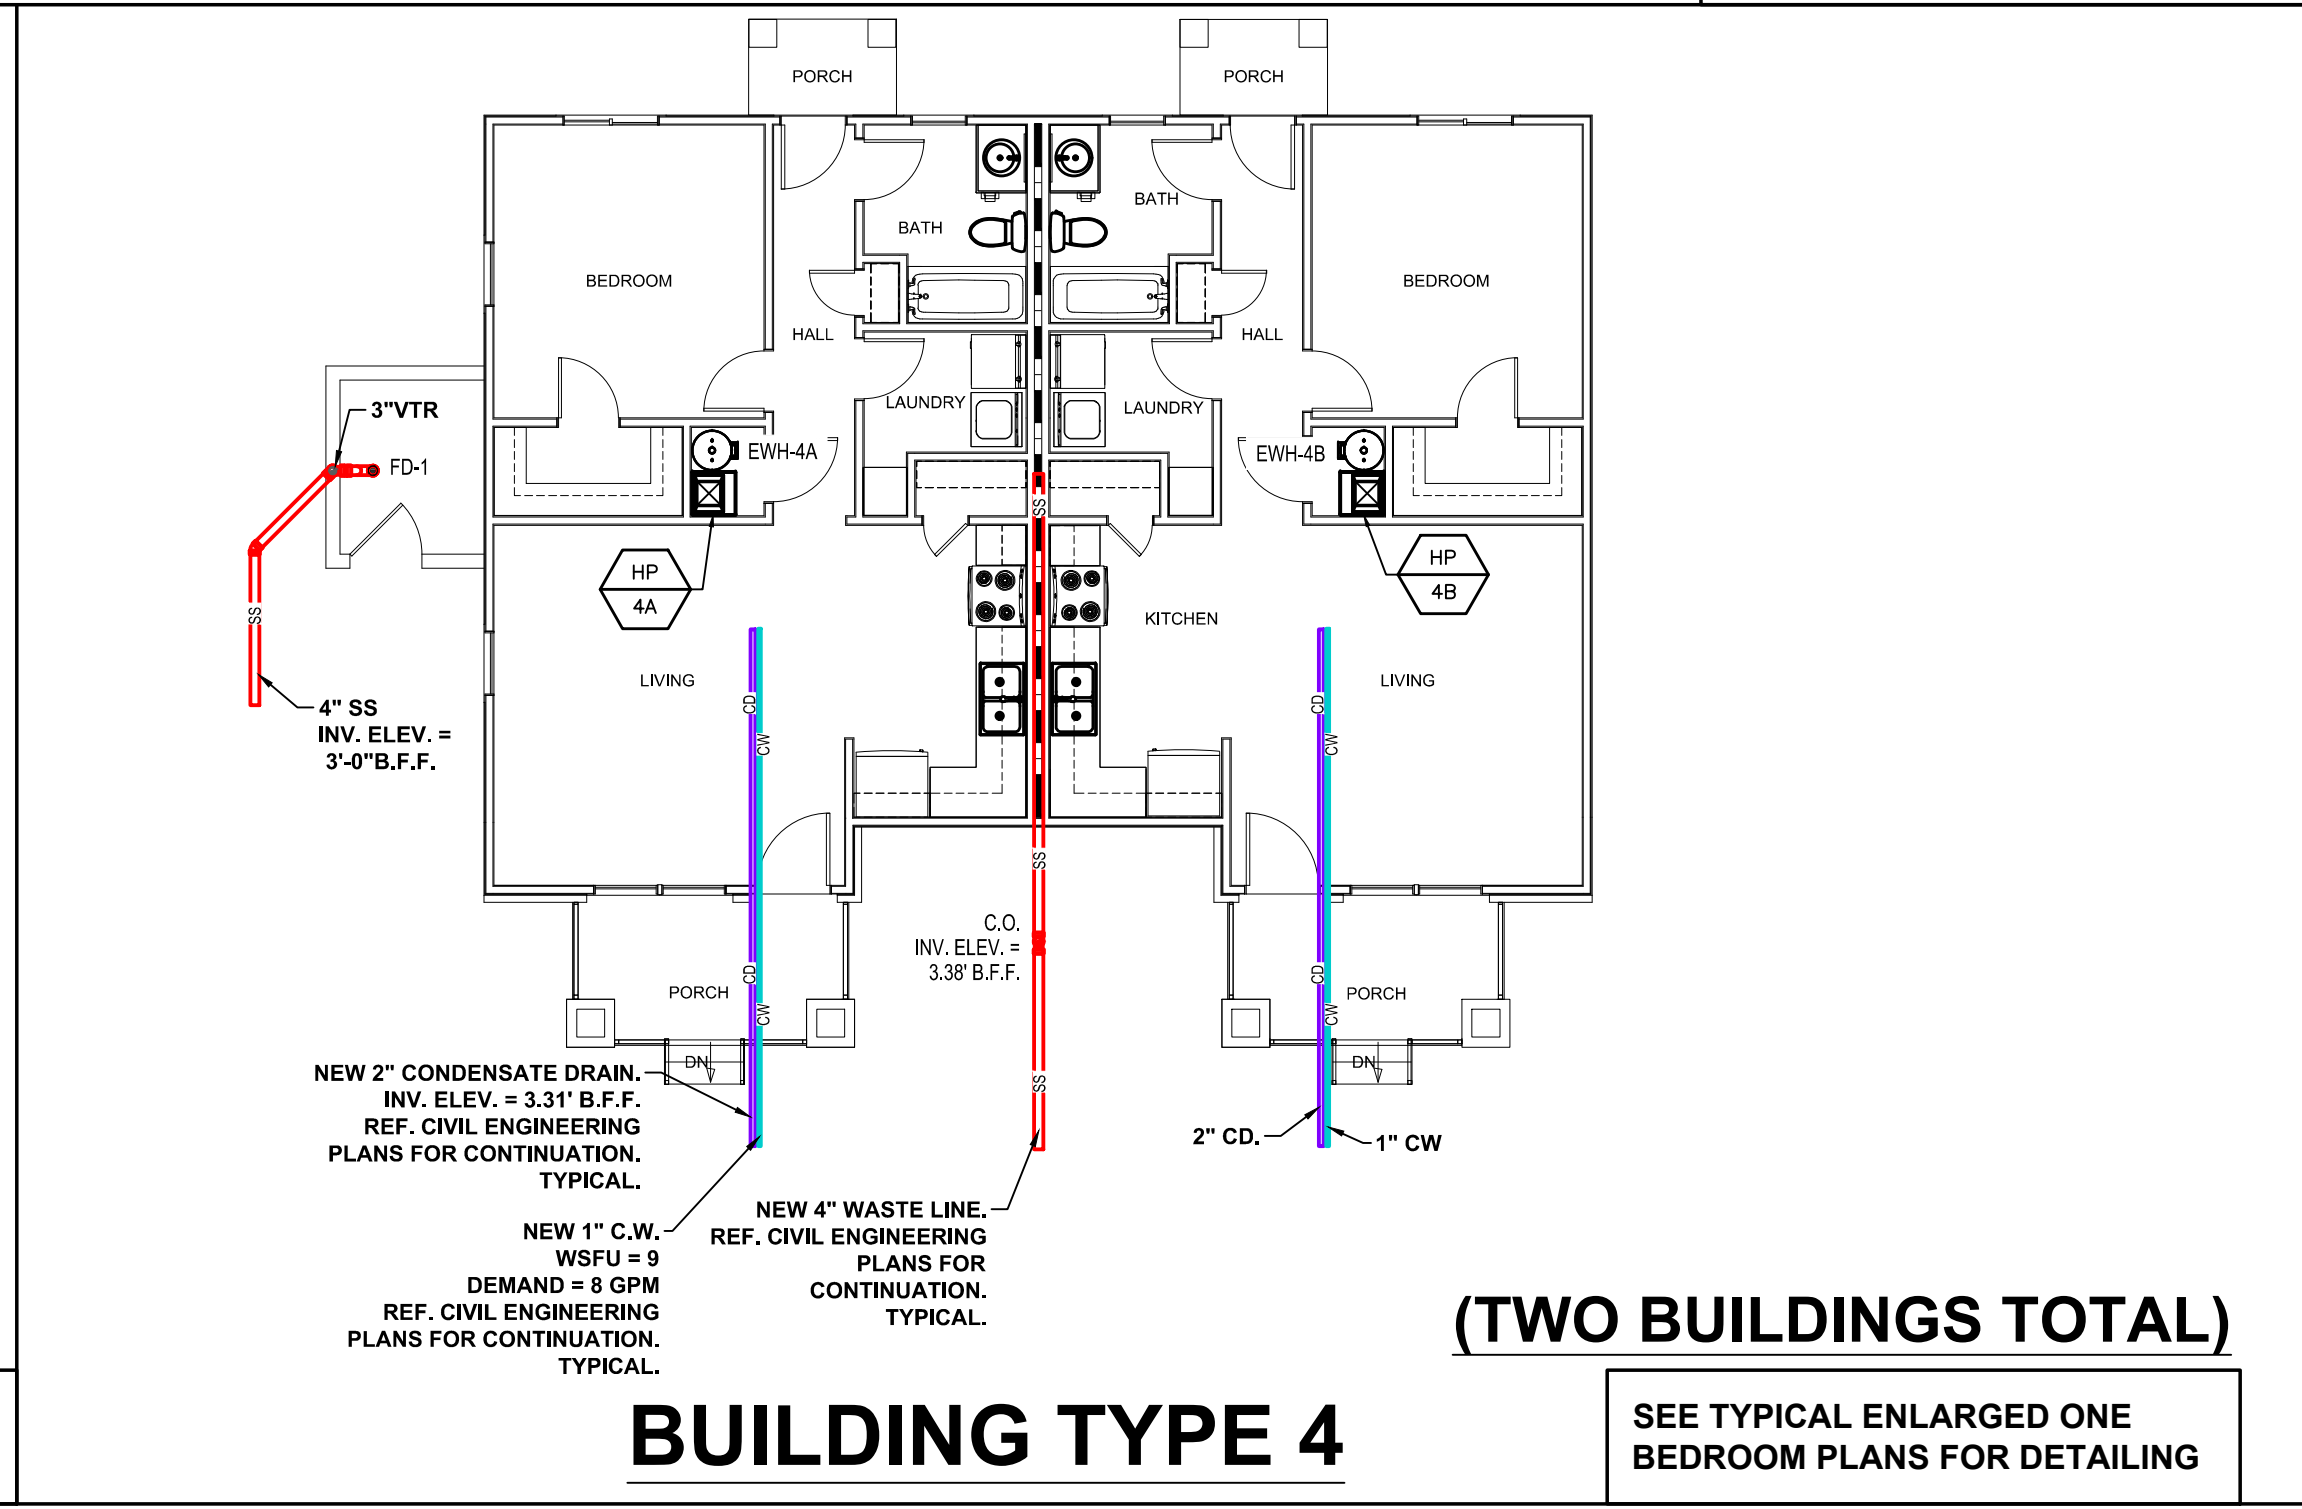 PORCH
PORCH
BATH
BATH
BEDROOM
BEDROOM
HALL
HALL
3"VTR
LAUNDRY
LAUNDRY
EWH-4A
EWH-4B
FD-1
SS
HP
4A
HP
4B
SS
KITCHEN
LIVING
LIVING
CD
CD
4" SS
INV. ELEV. =
3'-0"B.F.F.
CW
CW
SS
C.O.
INV. ELEV. =
3.38' B.F.F.
CD
CD
PORCH
PORCH
CW
CW
DN
DN
SS
NEW 2" CONDENSATE DRAIN.
INV. ELEV. = 3.31' B.F.F.
REF. CIVIL ENGINEERING
PLANS FOR CONTINUATION.
TYPICAL.
2" CD.
1" CW
NEW 1" C.W.
WSFU = 9
DEMAND = 8 GPM
REF. CIVIL ENGINEERING
PLANS FOR CONTINUATION.
TYPICAL.
NEW 4" WASTE LINE.
REF. CIVIL ENGINEERING
PLANS FOR
CONTINUATION.
TYPICAL.
(TWO BUILDINGS TOTAL)
BUILDING TYPE 4
SEE TYPICAL ENLARGED ONE
BEDROOM PLANS FOR DETAILING